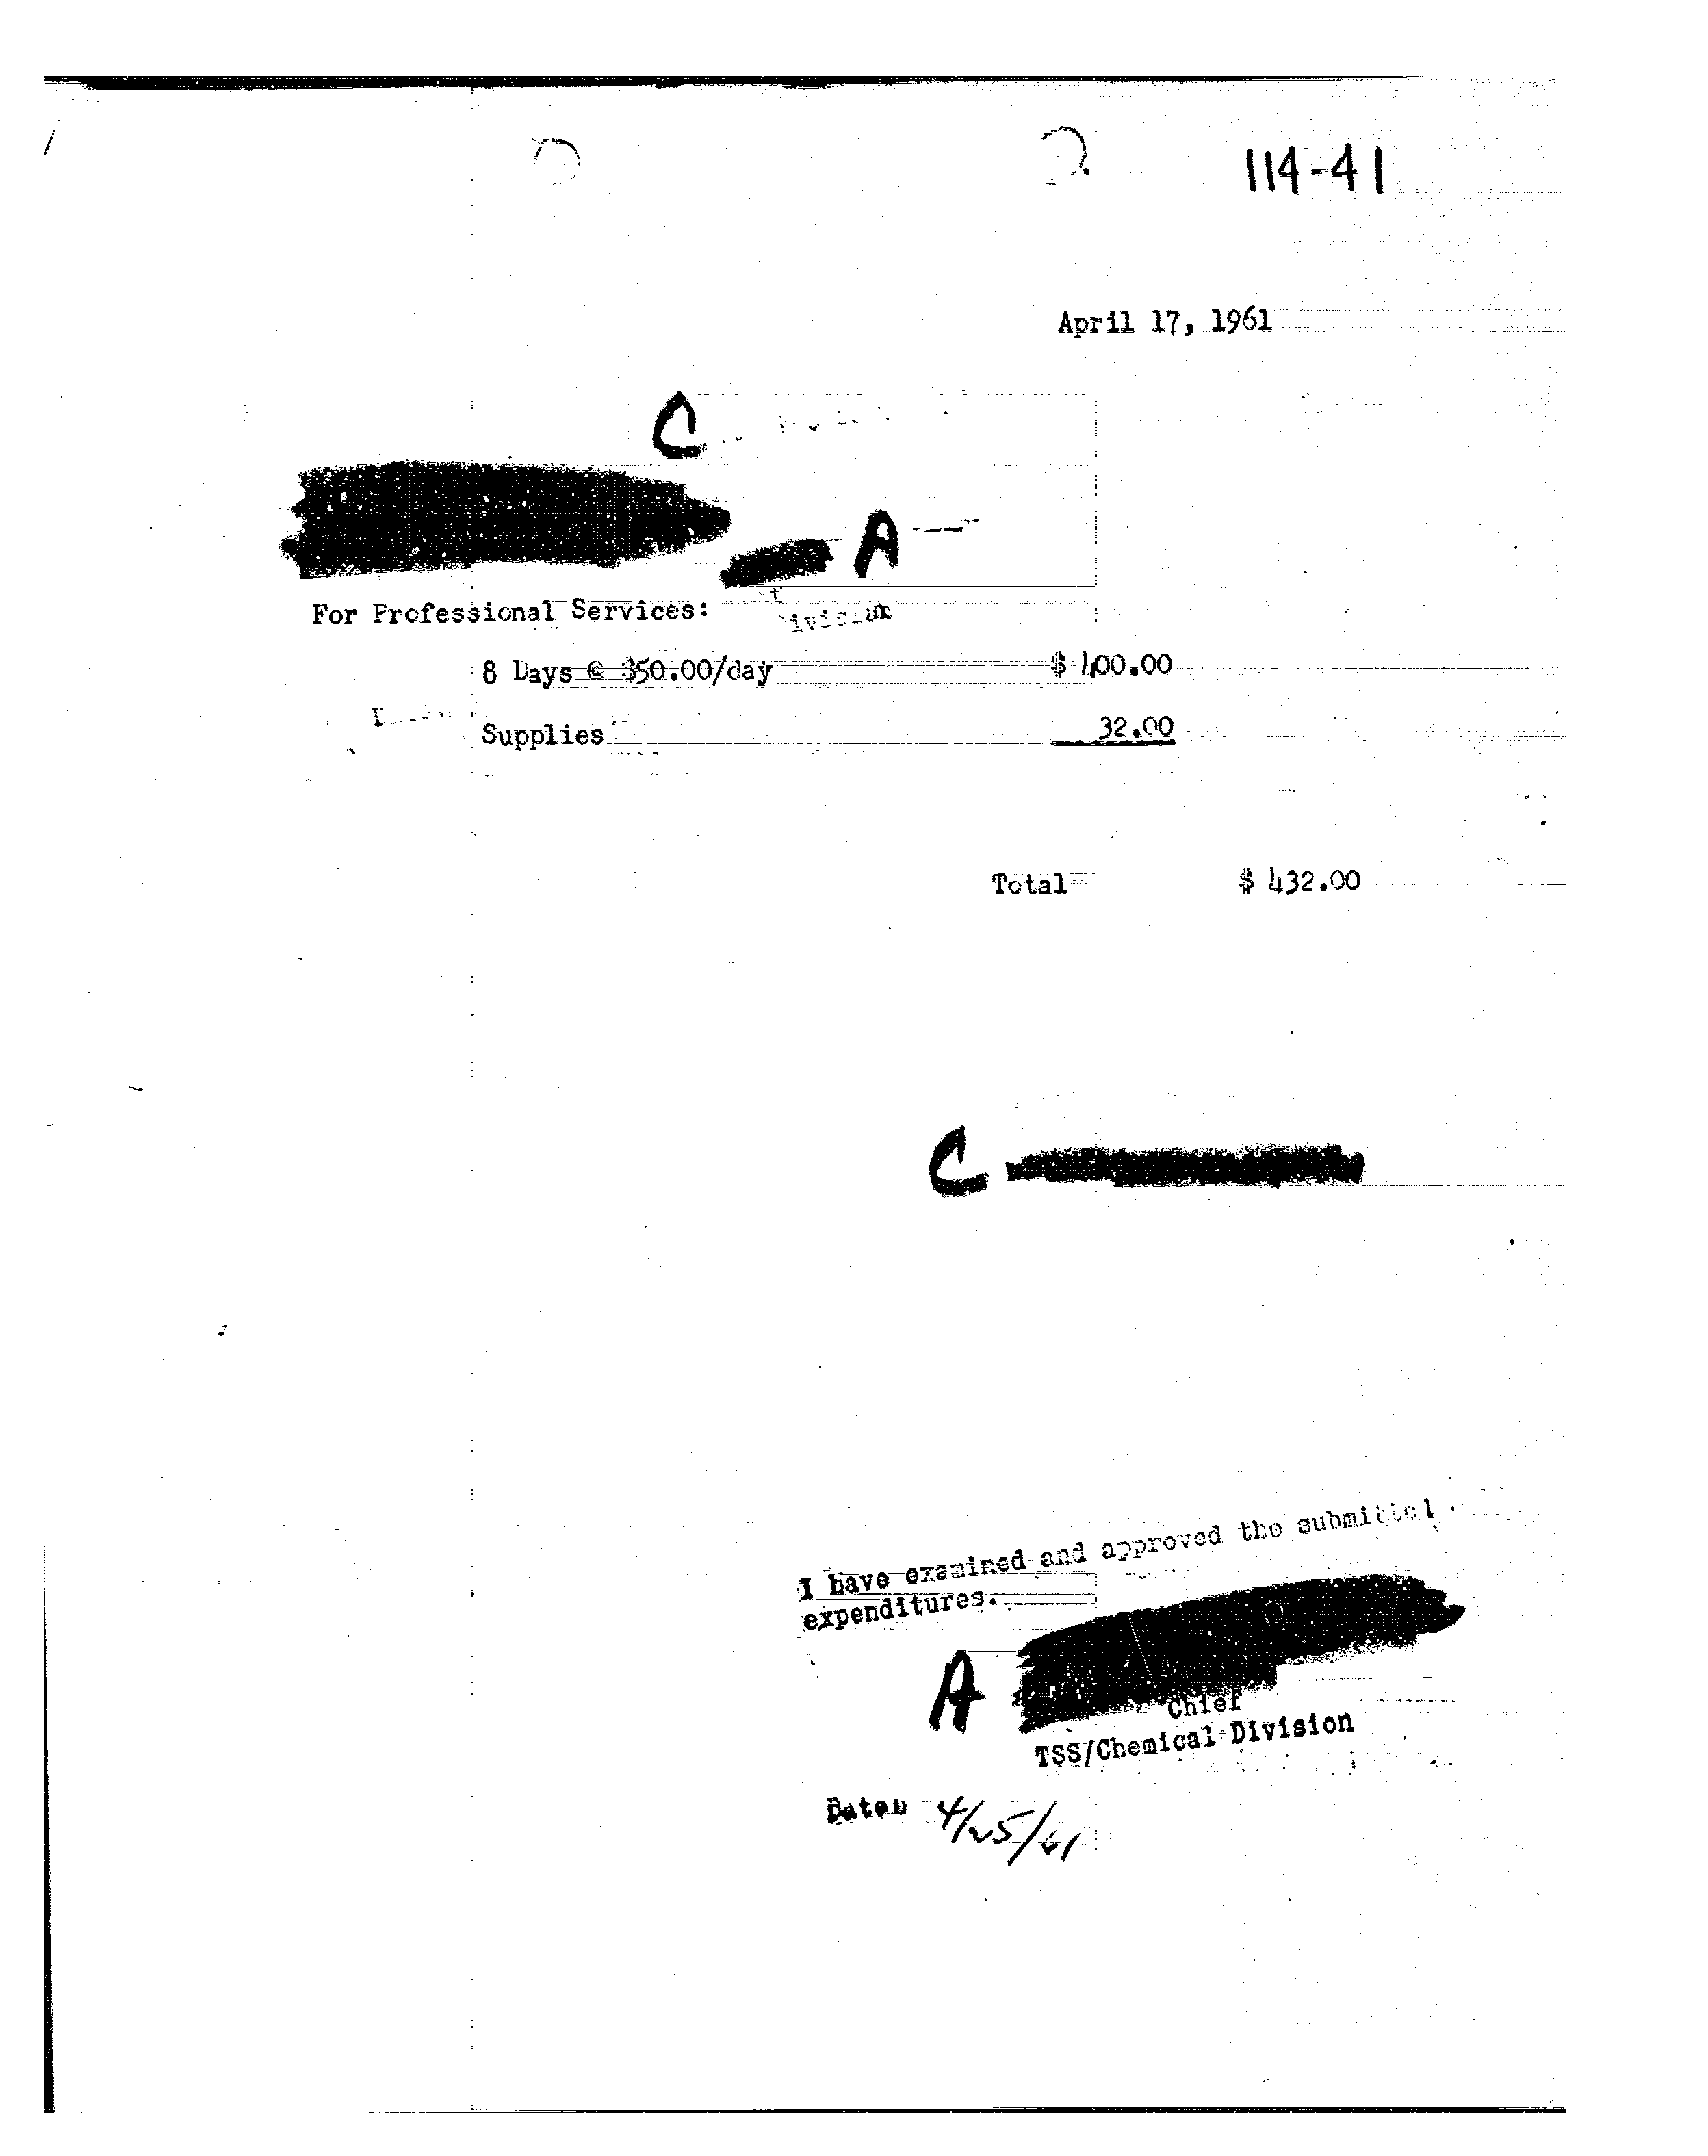 114-41
April 17, 1961
C
A
For Professional Services:
8 Days @ $50.00/day $ 400.00
Supplies 32.00
Total $ 432.00
C
I have examined and approved the submitted
expenditures.
A
Chief
TSS/Chemical Division
Date: 4/25/61